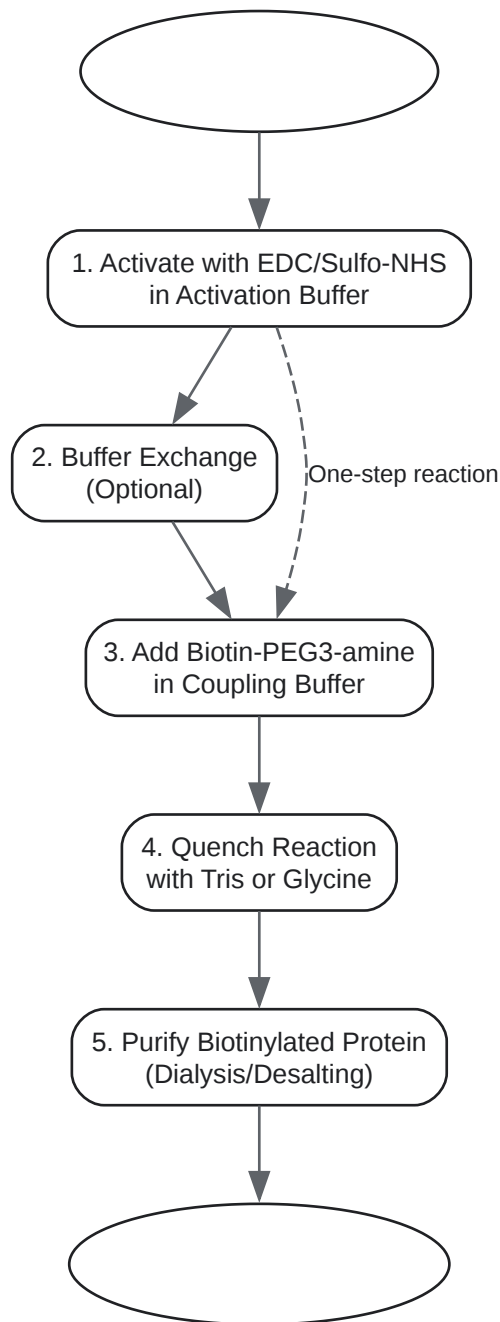 1. Activate with EDC/Sulfo-NHS
in Activation Buffer
2. Buffer Exchange
(Optional)
One-step reaction
3. Add Biotin-PEG3-amine
in Coupling Buffer
4. Quench Reaction
with Tris or Glycine
5. Purify Biotinylated Protein
(Dialysis/Desalting)